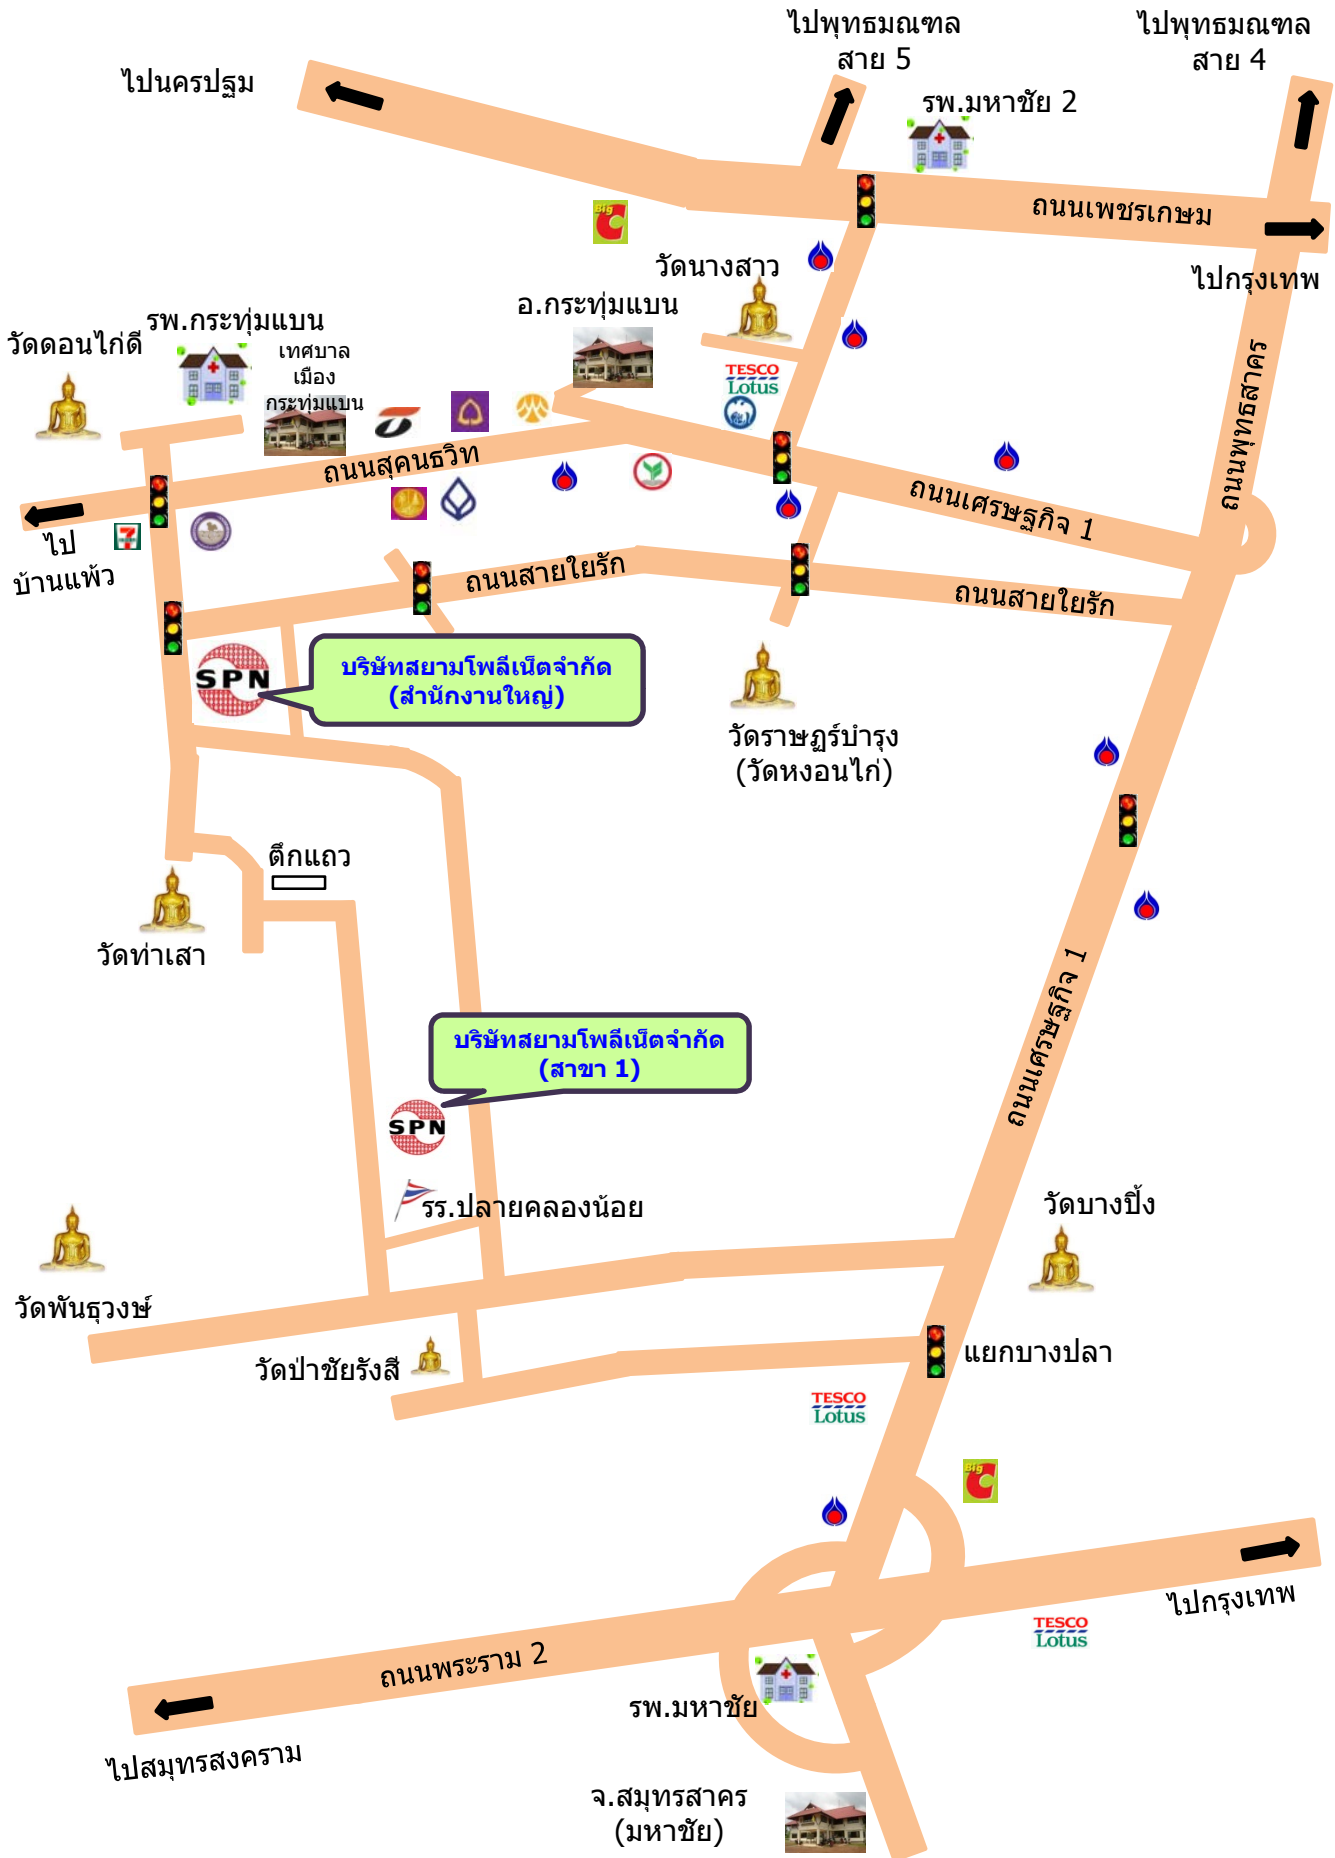 ไปพุทธมณฑล
สาย 5
ไปพุทธมณฑล
สาย 4
ไปนครปฐม
รพ.มหาชัย 2
ถนนเพชรเกษม
Big
C
วัดนางสาว
ไปกรุงเทพ
อ.กระทุ่มแบน
รพ.กระทุ่มแบน
วัดดอนไก่ดี
เทศบาล
เมือง
กระทุ่มแบน
TESCO
Lotus
ถนนพุทธสาคร
ถนนสุคนธวิท
ถนนเศรษฐกิจ 1
7
ไป
บ้านแพ้ว
ถนนสายใยรัก
ถนนสายใยรัก
SPN
บริษัทสยามโพลีเน็ตจำกัด
(สำนักงานใหญ่)
วัดราษฏร์บำรุง
(วัดหงอนไก่)
ตึกแถว
วัดท่าเสา
ถนนเศรษฐกิจ 1
บริษัทสยามโพลีเน็ตจำกัด
(สาขา 1)
SPN
รร.ปลายคลองน้อย
วัดบางปิ้ง
วัดพันธุวงษ์
วัดป่าชัยรังสี
แยกบางปลา
TESCO
Lotus
Big
C
ไปกรุงเทพ
TESCO
Lotus
ถนนพระราม 2
รพ.มหาชัย
ไปสมุทรสงคราม
จ.สมุทรสาคร
(มหาชัย)